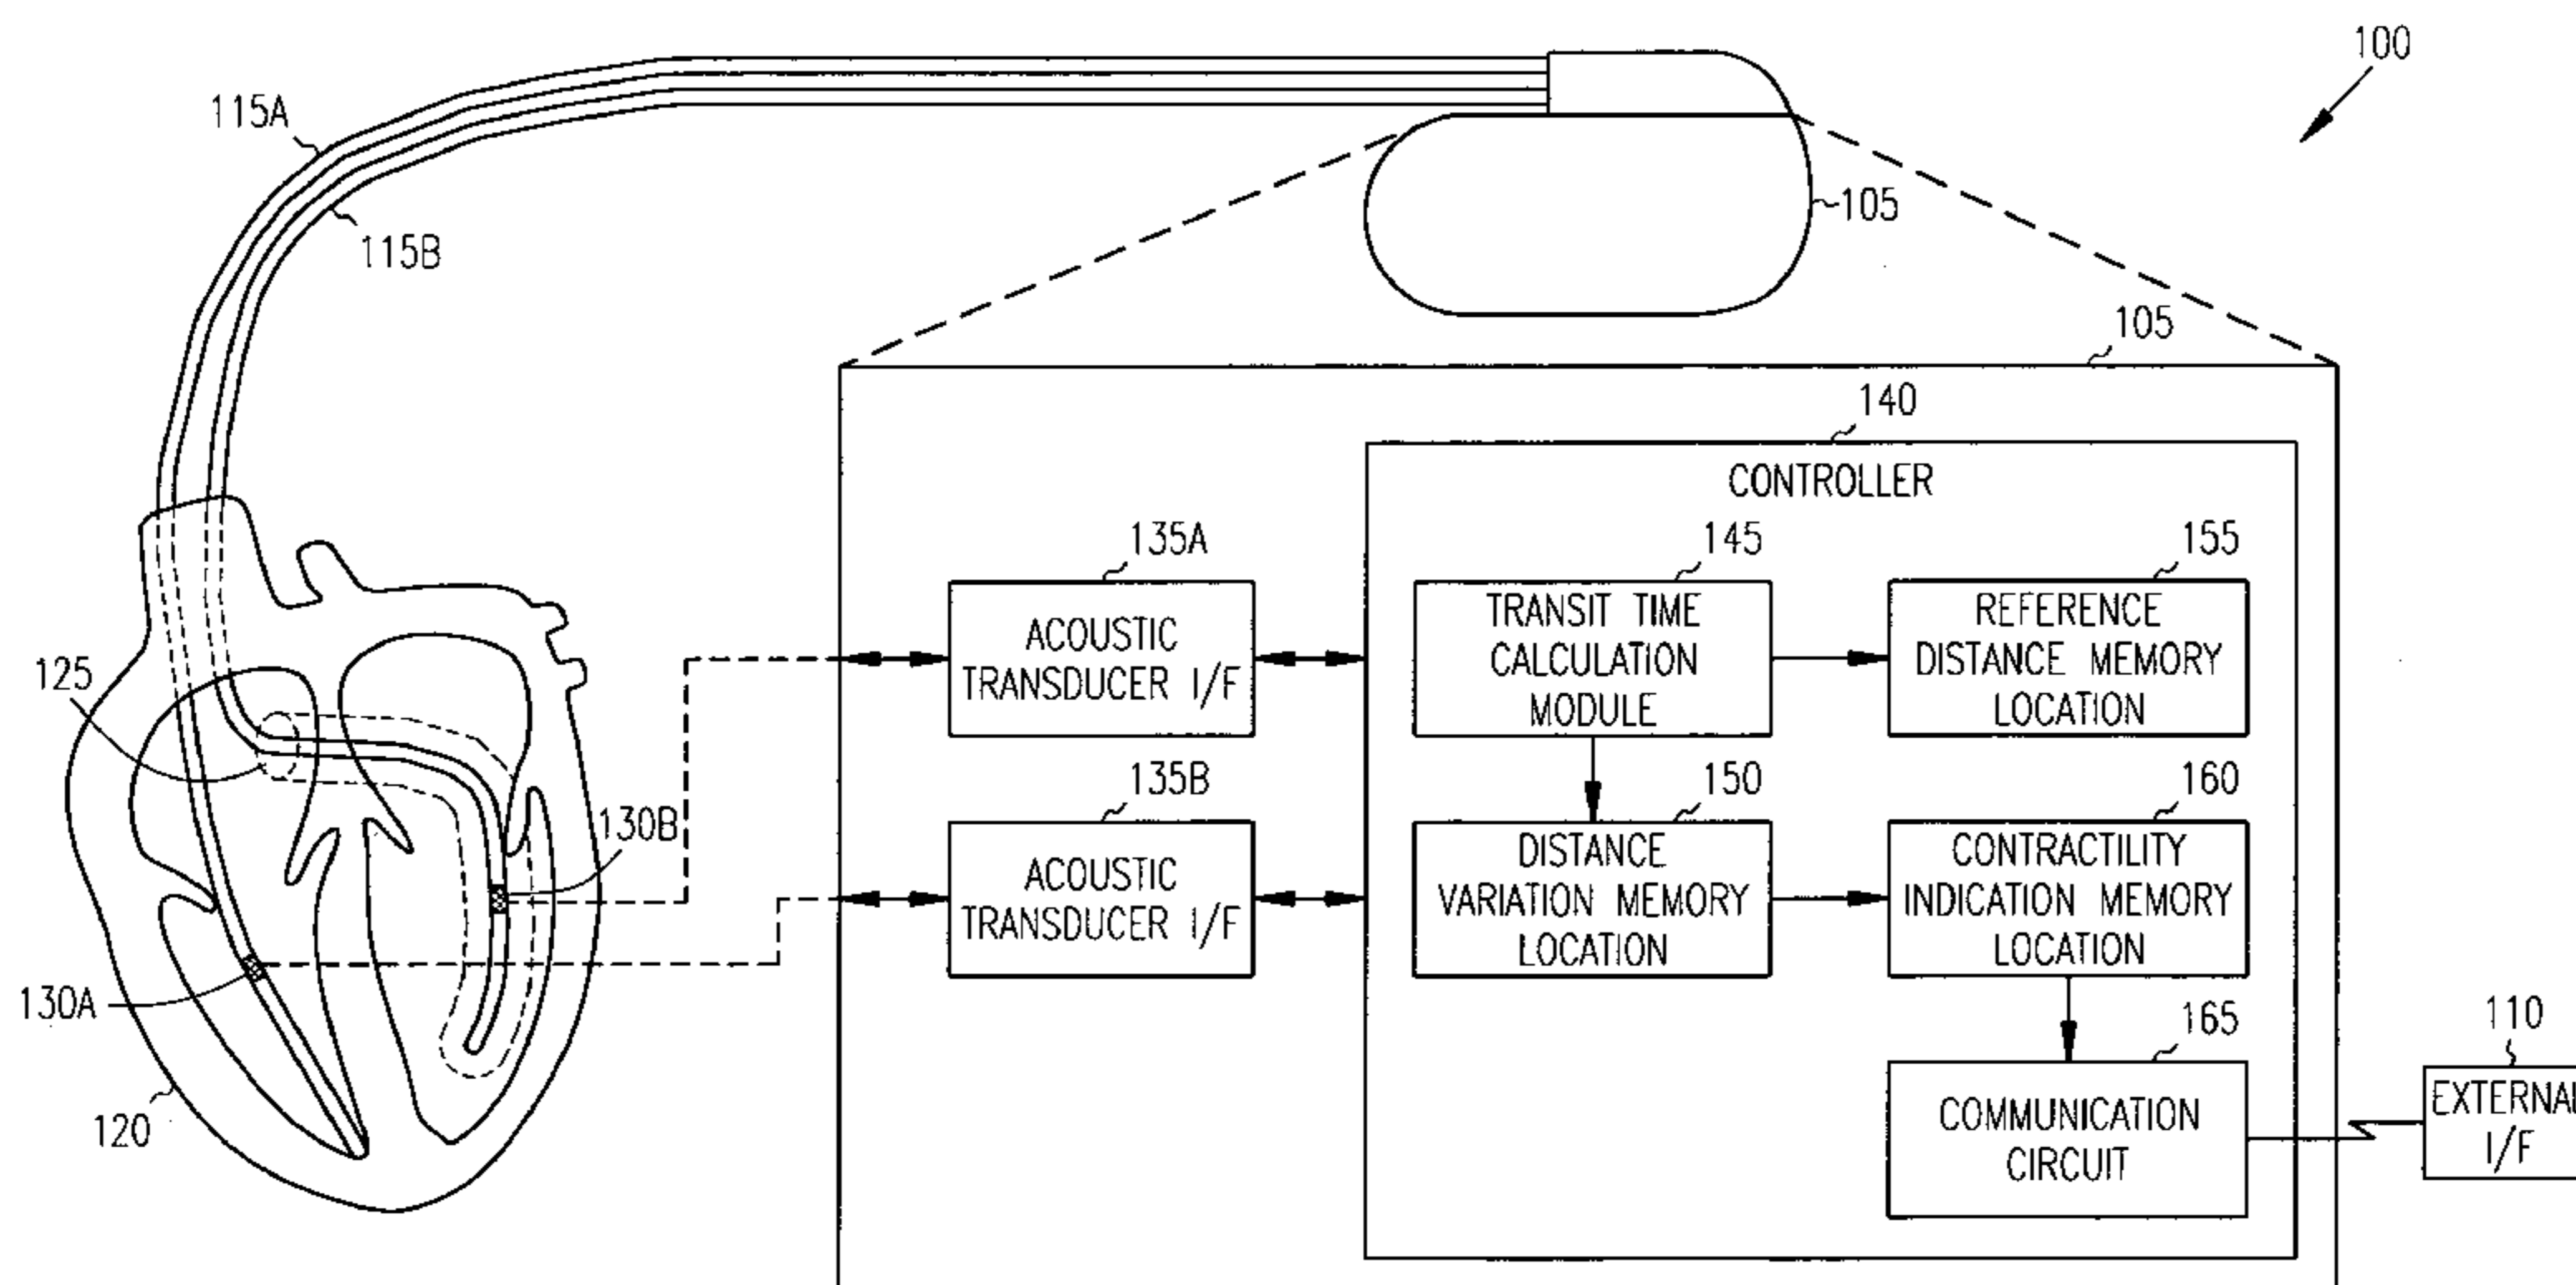 100
115A
115B
105
105
140
CONTROLLER
135A
145
155
ACOUSTIC
TRANSDUCER I/F
TRANSIT TIME
CALCULATION
MODULE
REFERENCE
DISTANCE MEMORY
LOCATION
125
130B
135B
150
160
ACOUSTIC
TRANSDUCER I/F
DISTANCE
VARIATION MEMORY
LOCATION
CONTRACTILITY
INDICATION MEMORY
LOCATION
130A
120
165
COMMUNICATION
CIRCUIT
110
EXTERNAL
I/F